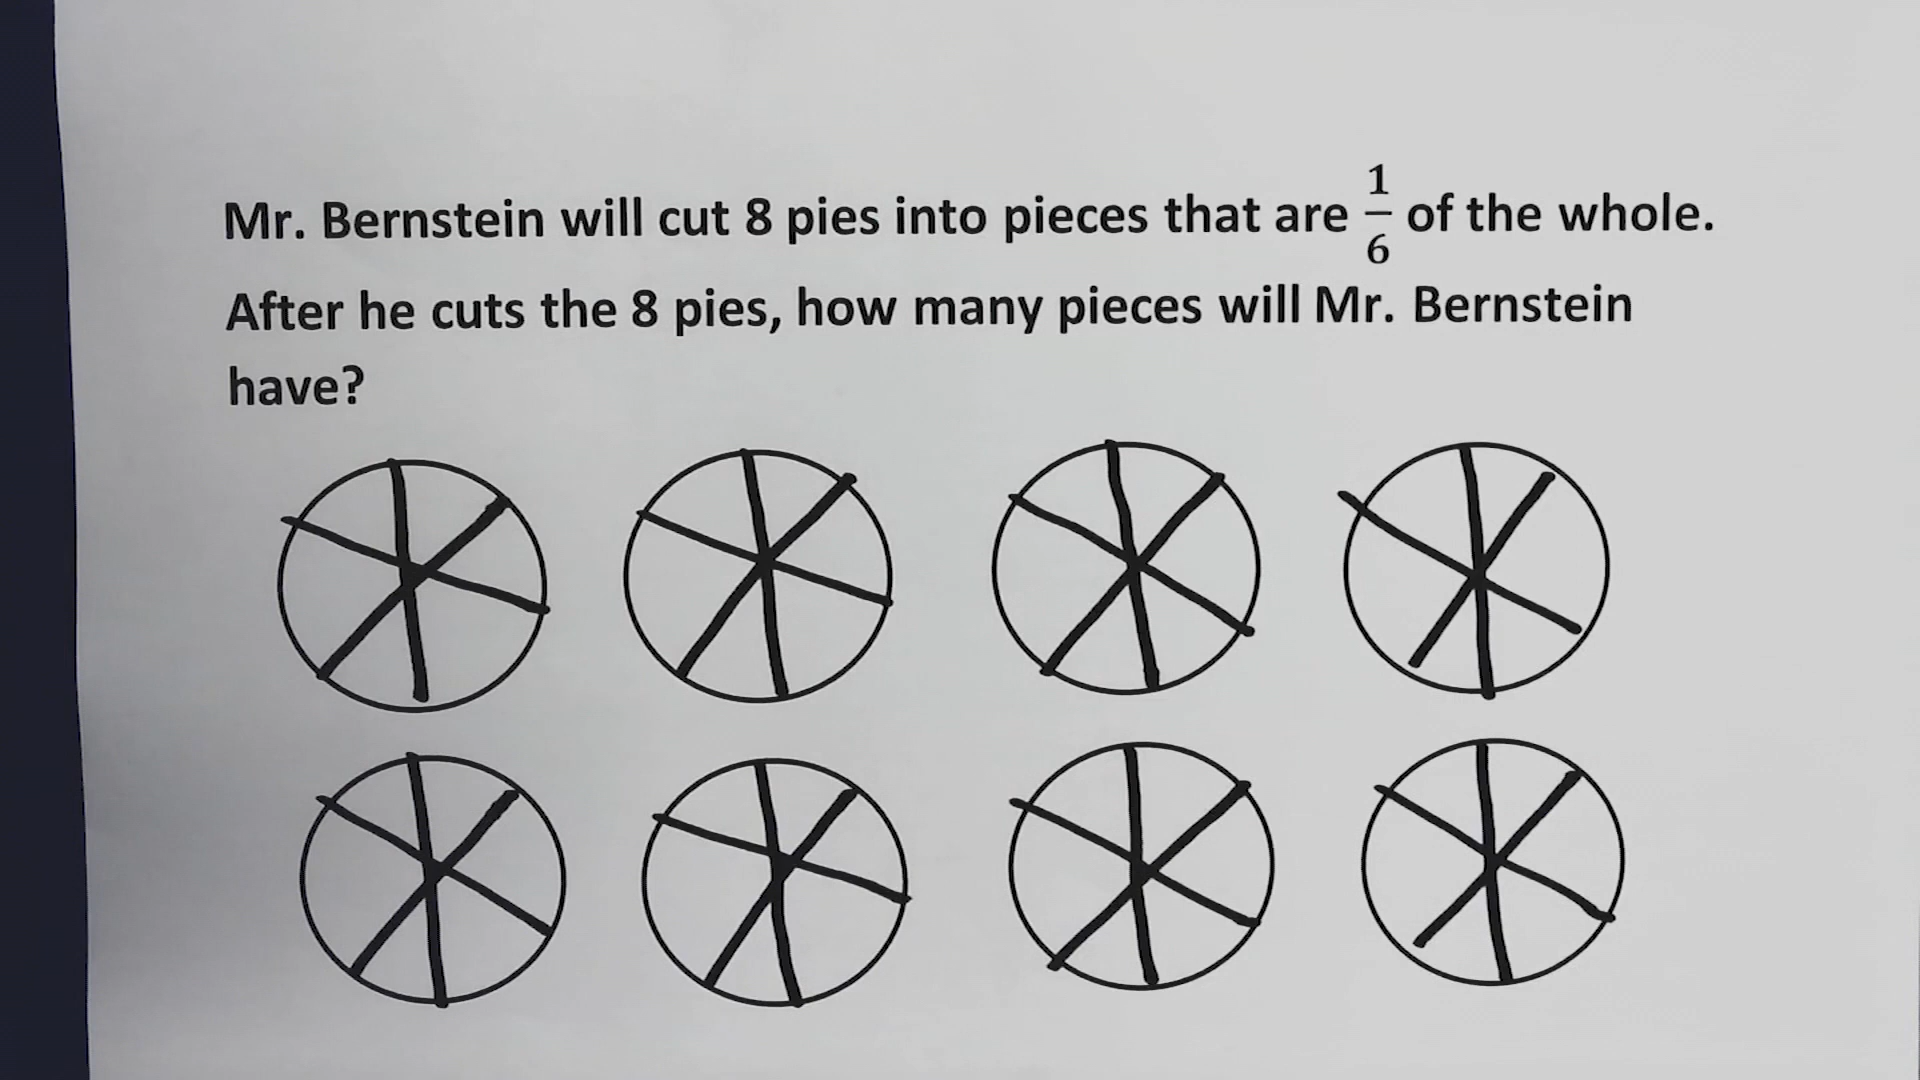 Mr. Bernstein will cut 8 pies into pieces that are 1/6 of the whole.
After he cuts the 8 pies, how many pieces will Mr. Bernstein
have?